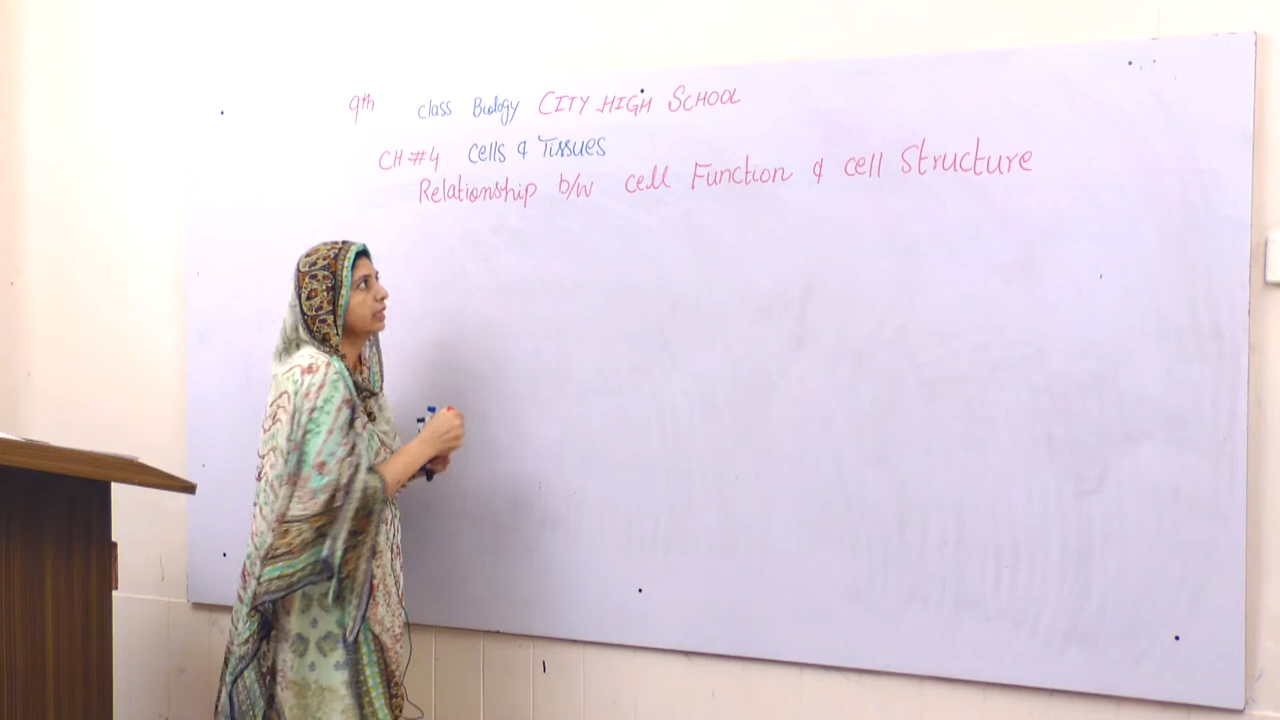 9th class Biology CITY HIGH SCHOOL
CH #4 cells & Tissues
Relationship b/w cell Function & cell Structure